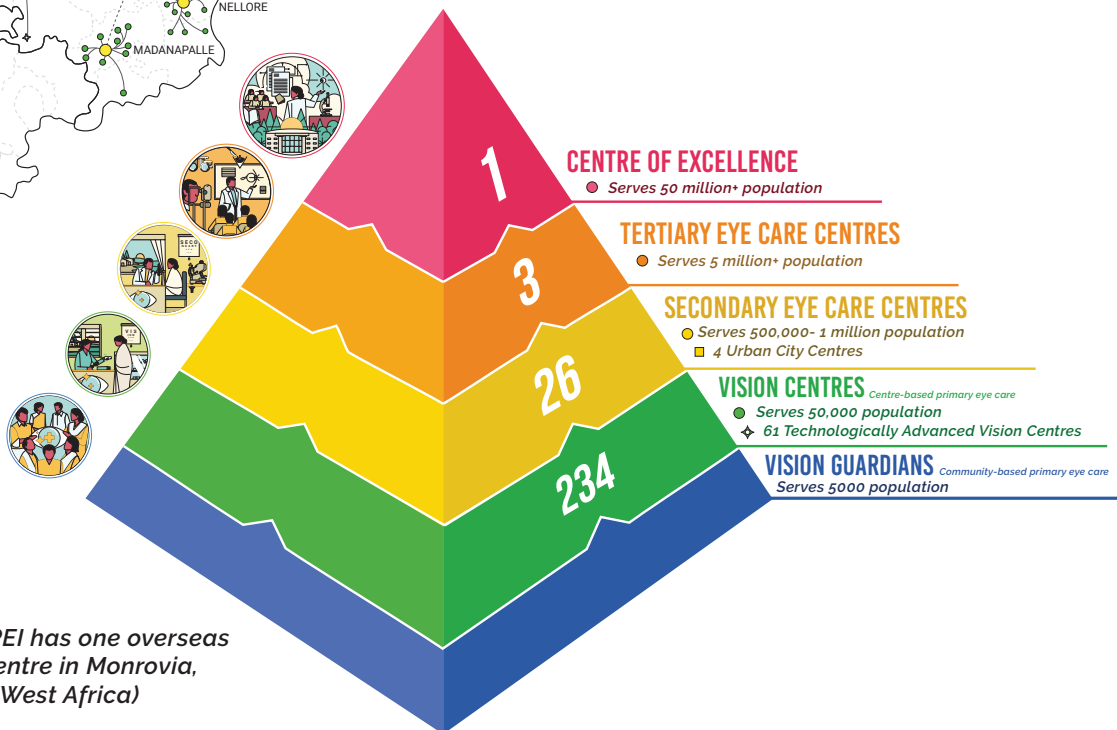 NELLORE
MADANAPALLE
1
CENTRE OF EXCELLENCE
Serves 50 million+ population
3
TERTIARY EYE CARE CENTRES
Serves 5 million+ population
26
SECONDARY EYE CARE CENTRES
Serves 500,000- 1 million population
4 Urban City Centres
234
VISION CENTRES Centre-based primary eye care
Serves 50,000 population
61 Technologically Advanced Vision Centres
VISION GUARDIANS Community-based primary eye care
Serves 5000 population
PEI has one overseas
entre in Monrovia,
West Africa)